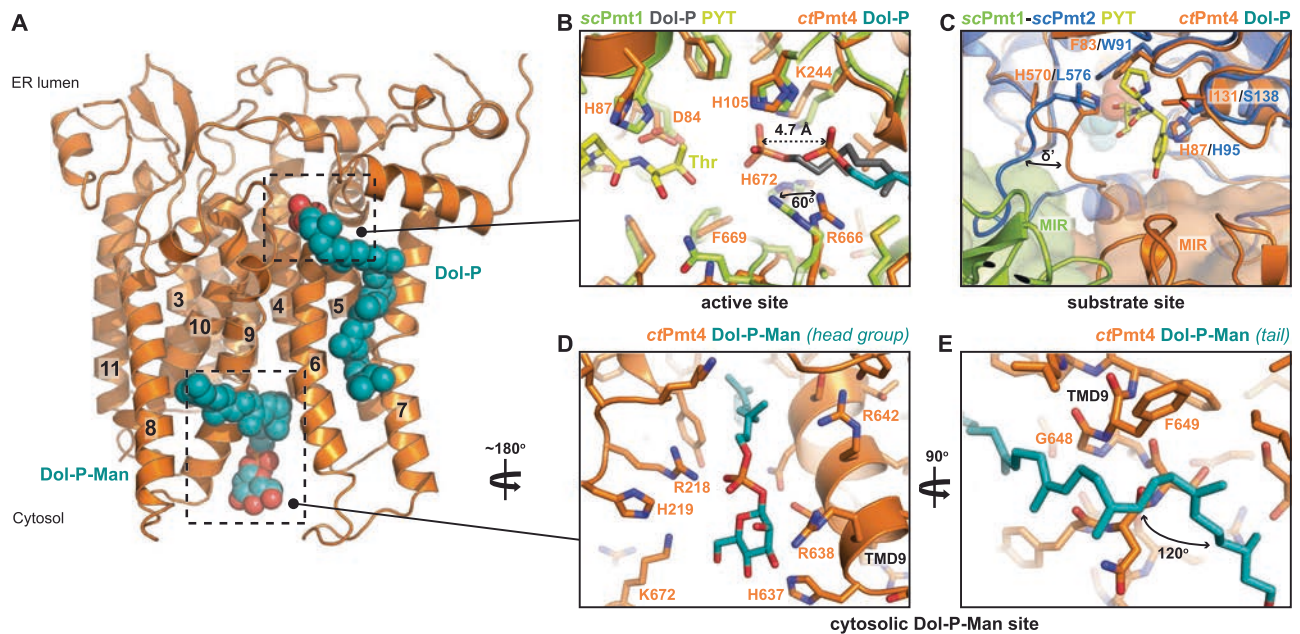 A
ER lumen
3
4
5
10
9
6
11
8
7
Dol-P
Dol-P-Man
Cytosol
~180°
B
scPmt1 Dol-P PYT
ctPmt4 Dol-P
K244
H87
H105
D84
4.7 Å
Thr
H672
60°
F669
R666
active site
C
scPmt1-scPmt2 PYT
ctPmt4 Dol-P
F83/W91
H570/L576
I131/S138
H87/H95
δ'
MIR
MIR
substrate site
D
ctPmt4 Dol-P-Man (head group)
R642
R218
H219
R638
TMD9
K672
H637
90°
E
ctPmt4 Dol-P-Man (tail)
TMD9
G648
F649
120°
cytosolic Dol-P-Man site